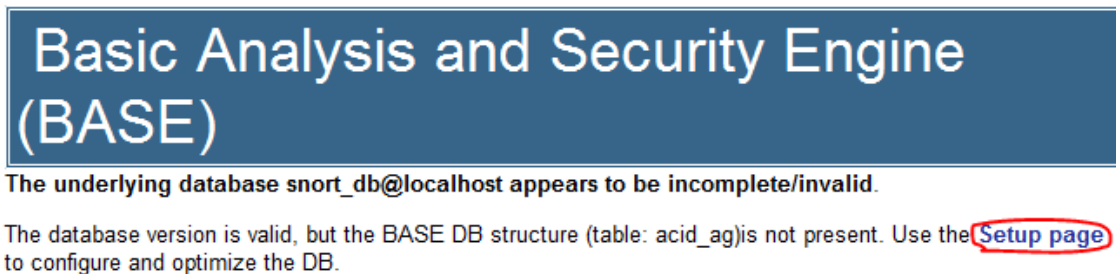 Basic Analysis and Security Engine
(BASE)
The underlying database snort_db@localhost appears to be incomplete/invalid.
The database version is valid, but the BASE DB structure (table: acid_ag)is not present. Use the Setup page
to configure and optimize the DB.